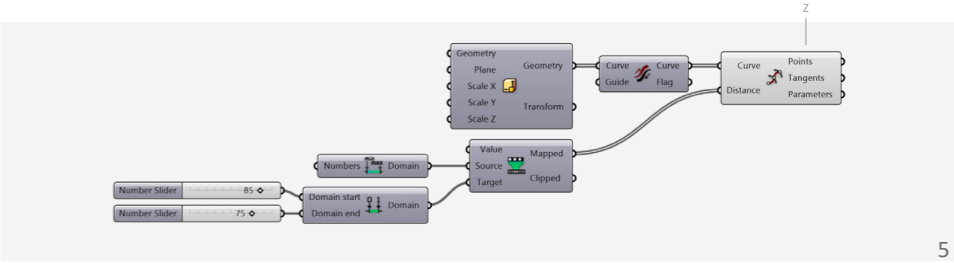 Z
Geometry
Plane
Scale X
Scale Y
Scale Z
Geometry
Transform
Curve
Guide
Curve
Flag
Curve
Distance
Points
Tangents
Parameters
Value
Source
Target
Mapped
Clipped
Numbers
Domain
Number Slider 85
Number Slider 75
Domain start
Domain end
Domain
5